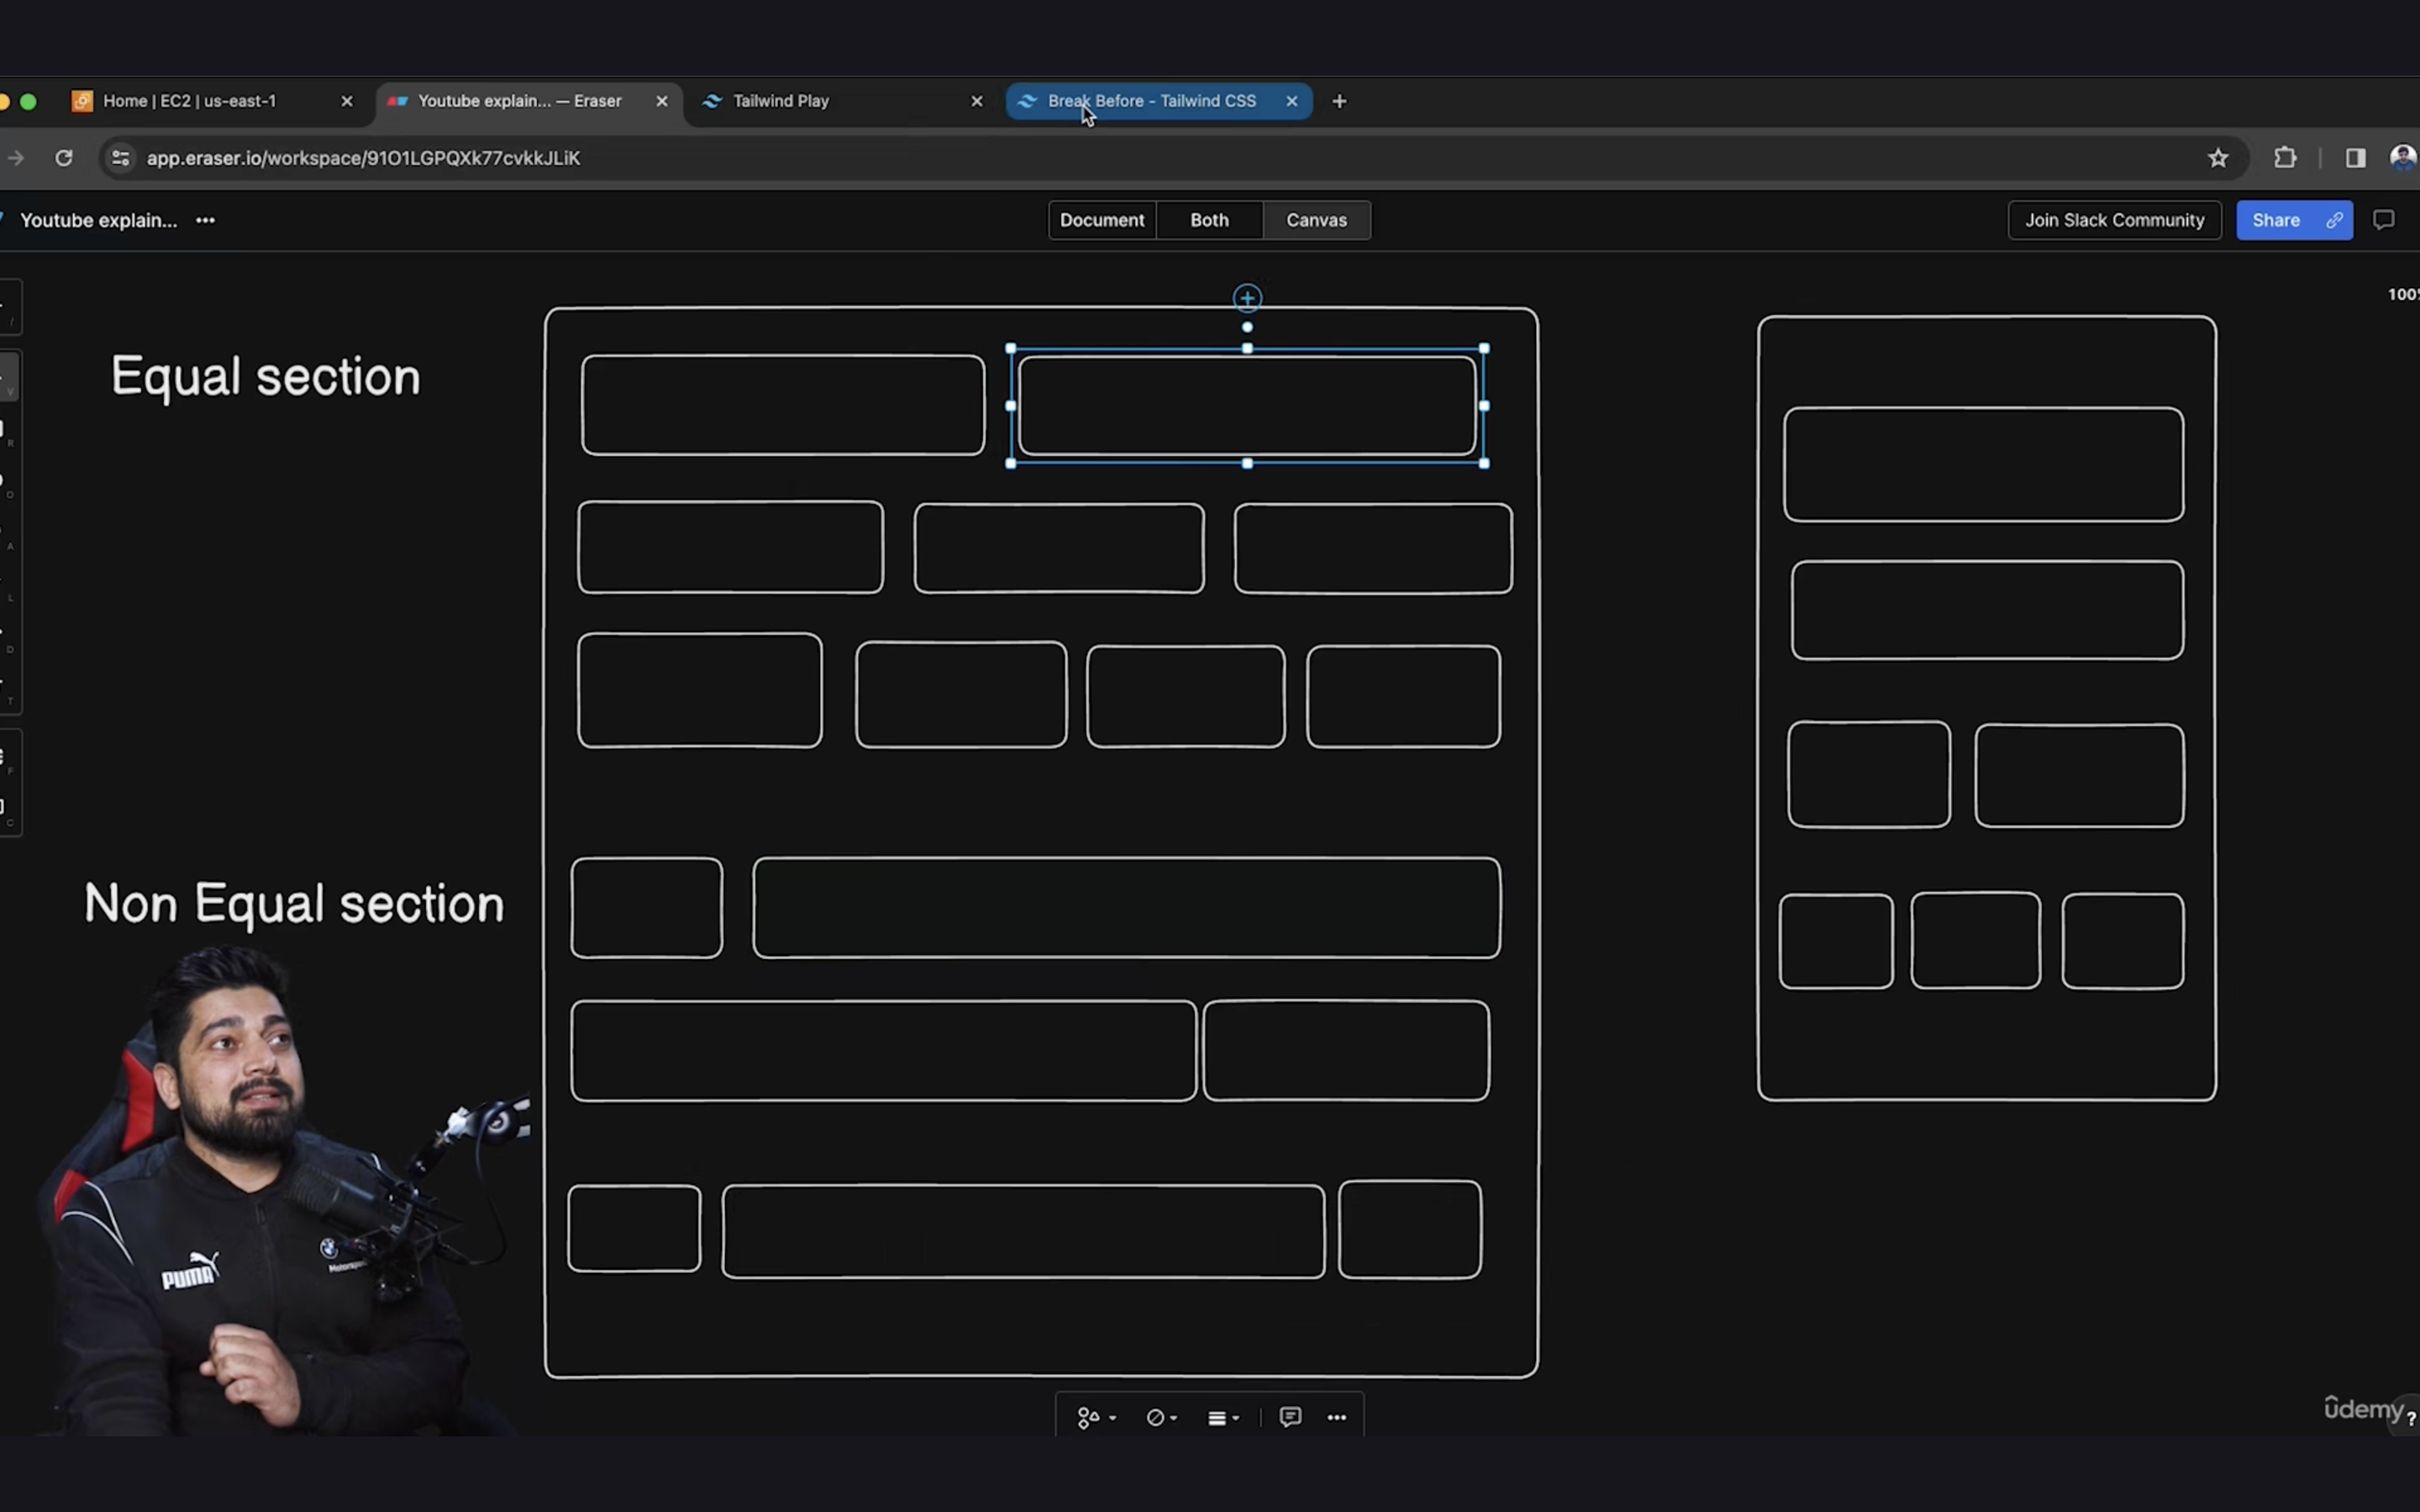 Home | EC2 | us-east-1
Youtube explain... — Eraser
Tailwind Play
Break Before - Tailwind CSS
app.eraser.io/workspace/91O1LGPQXk77cvkkJLiK
Youtube explain...
Document
Both
Canvas
Join Slack Community
Share
100%
Equal section
V
R
O
A
L
D
T
F
C
Non Equal section
PUMA
udemy
?